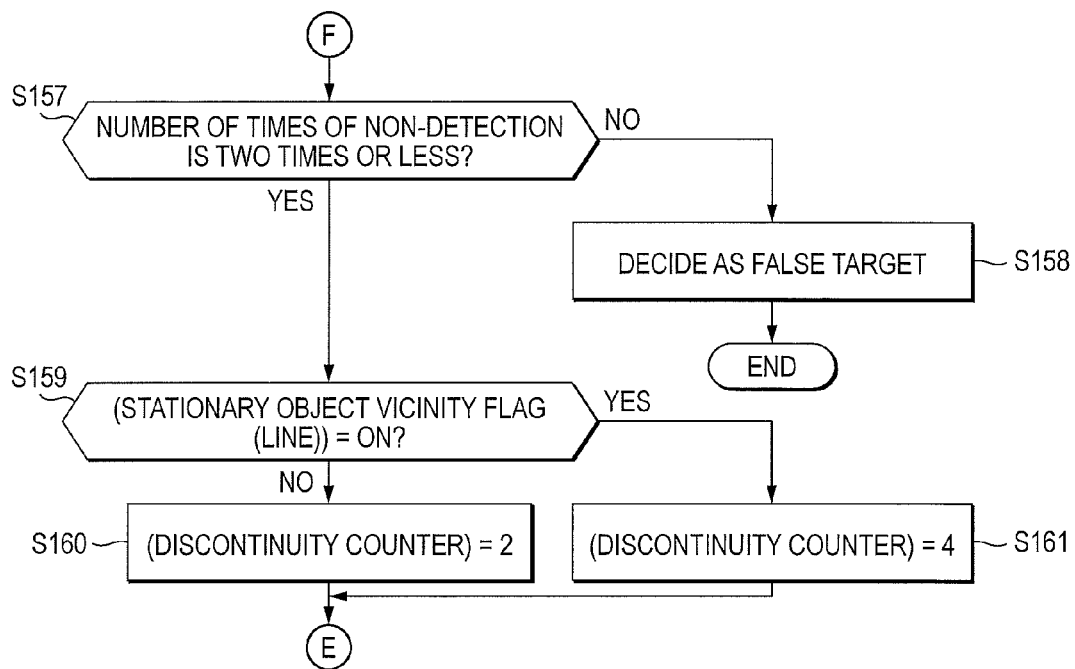 F
S157
NUMBER OF TIMES OF NON-DETECTION
IS TWO TIMES OR LESS?
NO
YES
DECIDE AS FALSE TARGET
S158
END
S159
(STATIONARY OBJECT VICINITY FLAG
(LINE)) = ON?
YES
NO
S160
(DISCONTINUITY COUNTER) = 2
(DISCONTINUITY COUNTER) = 4
S161
E